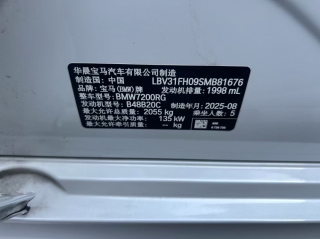 华晨宝马汽车有限公司制造
制造国：中国 LBV31FH09SMB81676
品牌：宝马(BMW)牌 发动机排量：1998 mL
整车型号：BMW7200RG
发动机型号：B48B20C 制造年月：2025-08
最大允许总质量：2055 kg 乘坐人数：5
发动机最大净功率：135 kW
最大允许牵引质量：-- kg